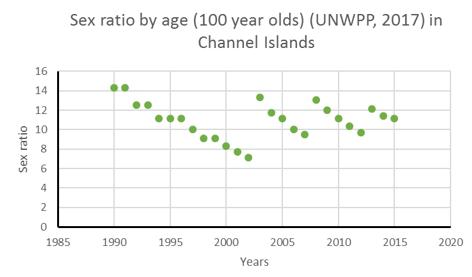 Sex ratio by age (100 year olds) (UNWPP, 2017) in
Channel Islands
16
14
12
10
8
6
4
2
0
Sex ratio
1985 1990 1995 2000 2005 2010 2015 2020
Years